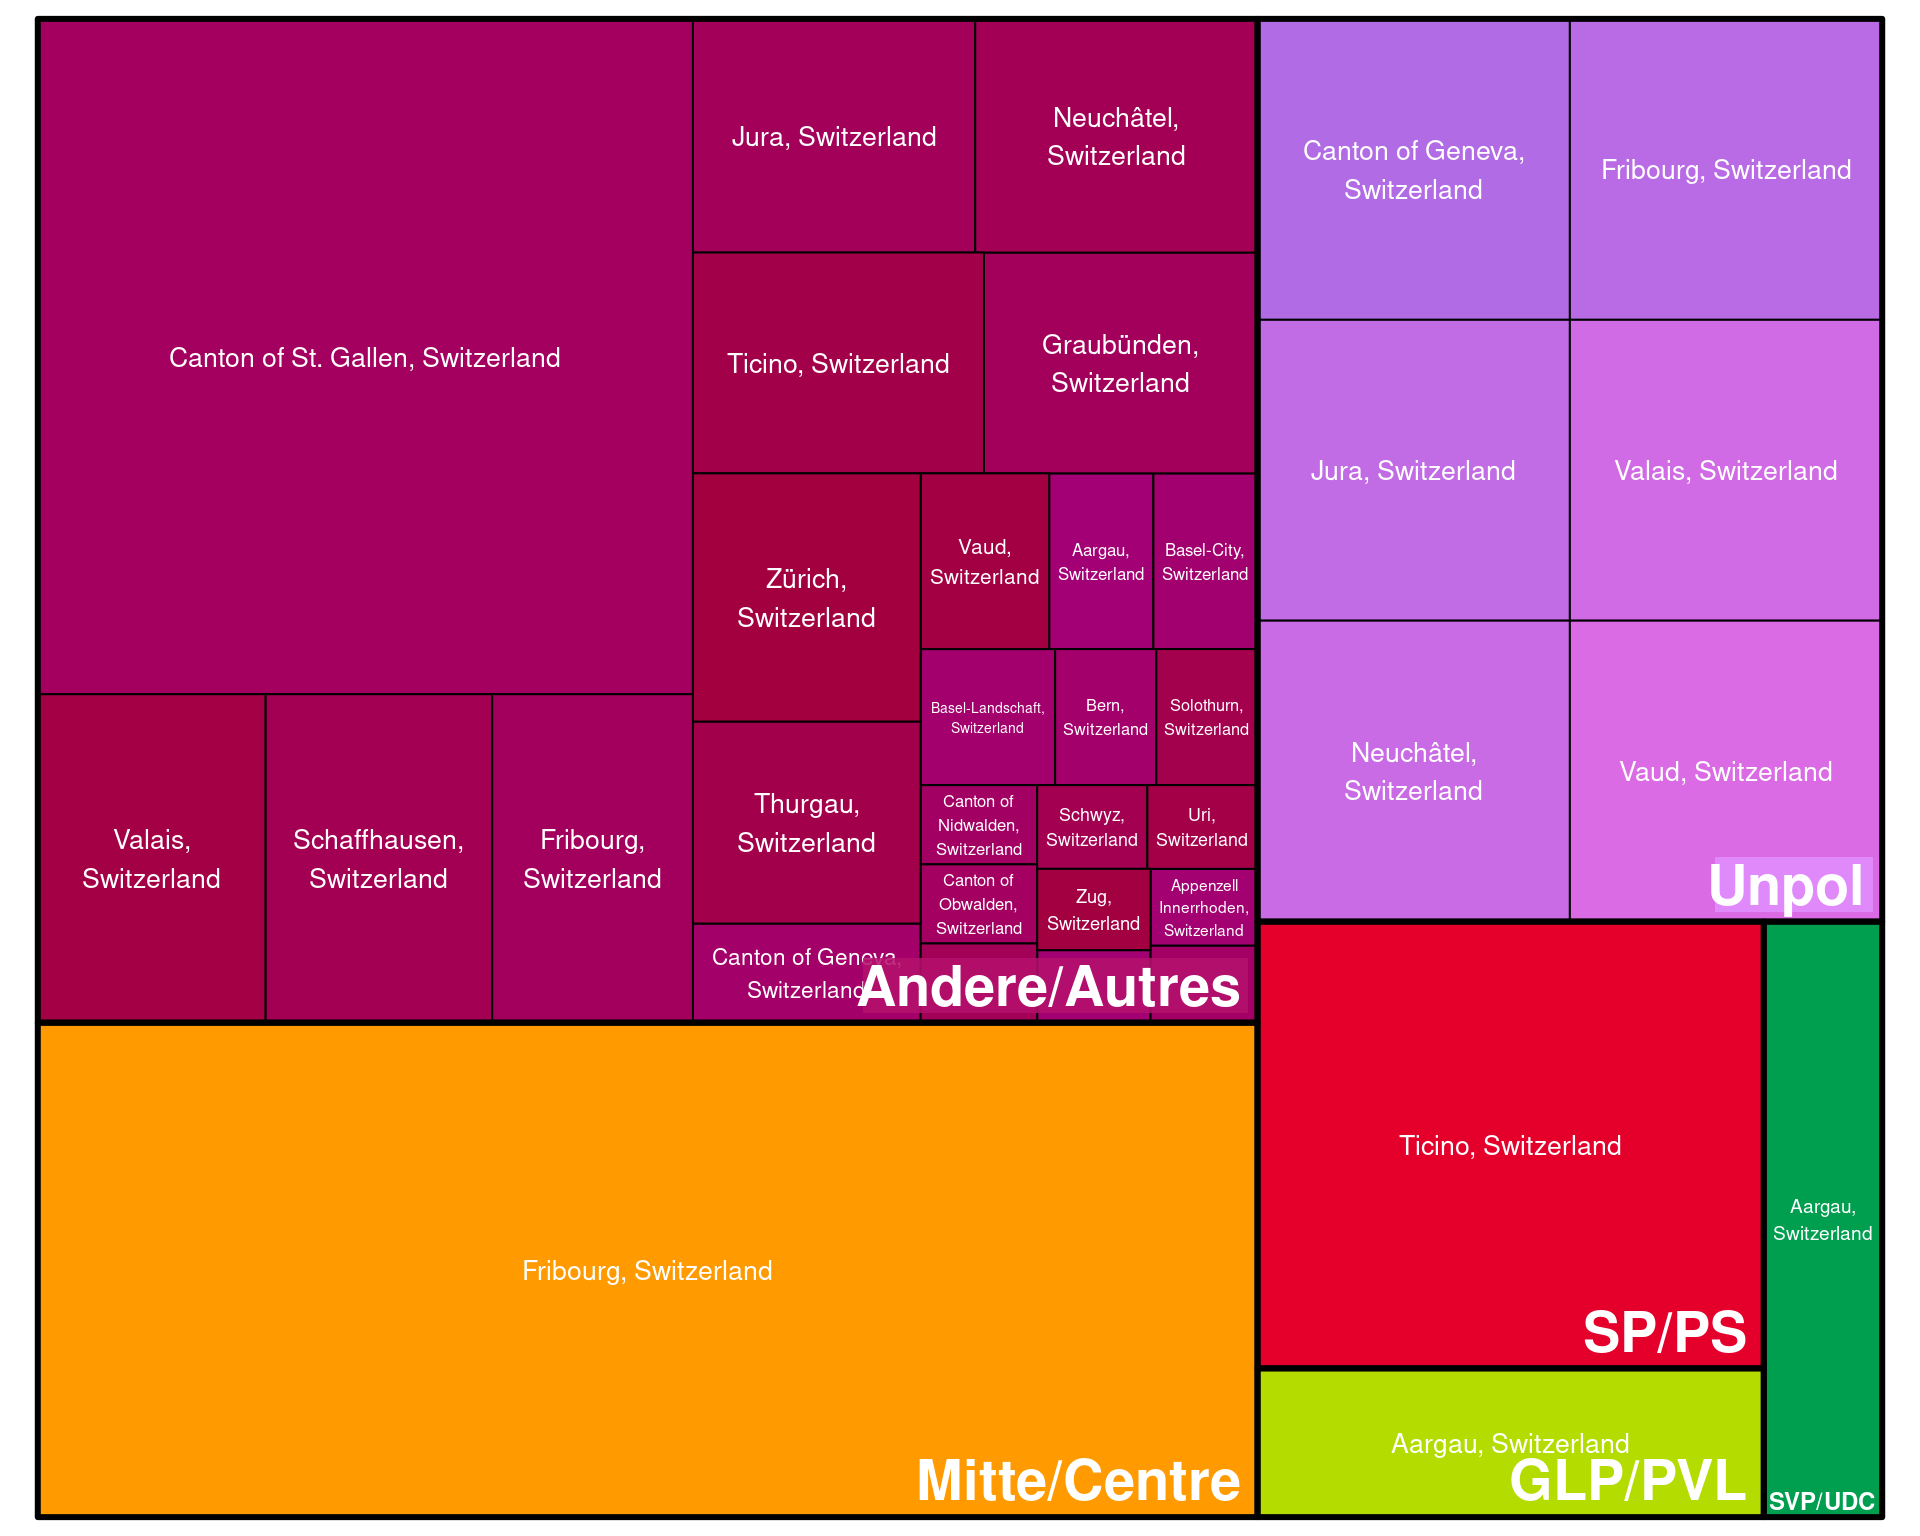 Canton of St. Gallen, Switzerland
Jura, Switzerland
Neuchâtel,
Switzerland
Ticino, Switzerland
Graubünden,
Switzerland
Zürich,
Switzerland
Vaud,
Switzerland
Aargau,
Switzerland
Basel-City,
Switzerland
Basel-Landschaft,
Switzerland
Bern,
Switzerland
Solothurn,
Switzerland
Valais,
Switzerland
Schaffhausen,
Switzerland
Fribourg,
Switzerland
Thurgau,
Switzerland
Canton of
Nidwalden,
Switzerland
Schwyz,
Switzerland
Uri,
Switzerland
Canton of
Obwalden,
Switzerland
Zug,
Switzerland
Appenzell
Innerrhoden,
Switzerland
Canton of Geneva,
Switzerland
Andere/Autres
Canton of Geneva,
Switzerland
Fribourg, Switzerland
Jura, Switzerland
Valais, Switzerland
Neuchâtel,
Switzerland
Vaud, Switzerland
Unpol
Fribourg, Switzerland
Mitte/Centre
Ticino, Switzerland
SP/PS
Aargau, Switzerland
GLP/PVL
Aargau,
Switzerland
SVP/UDC